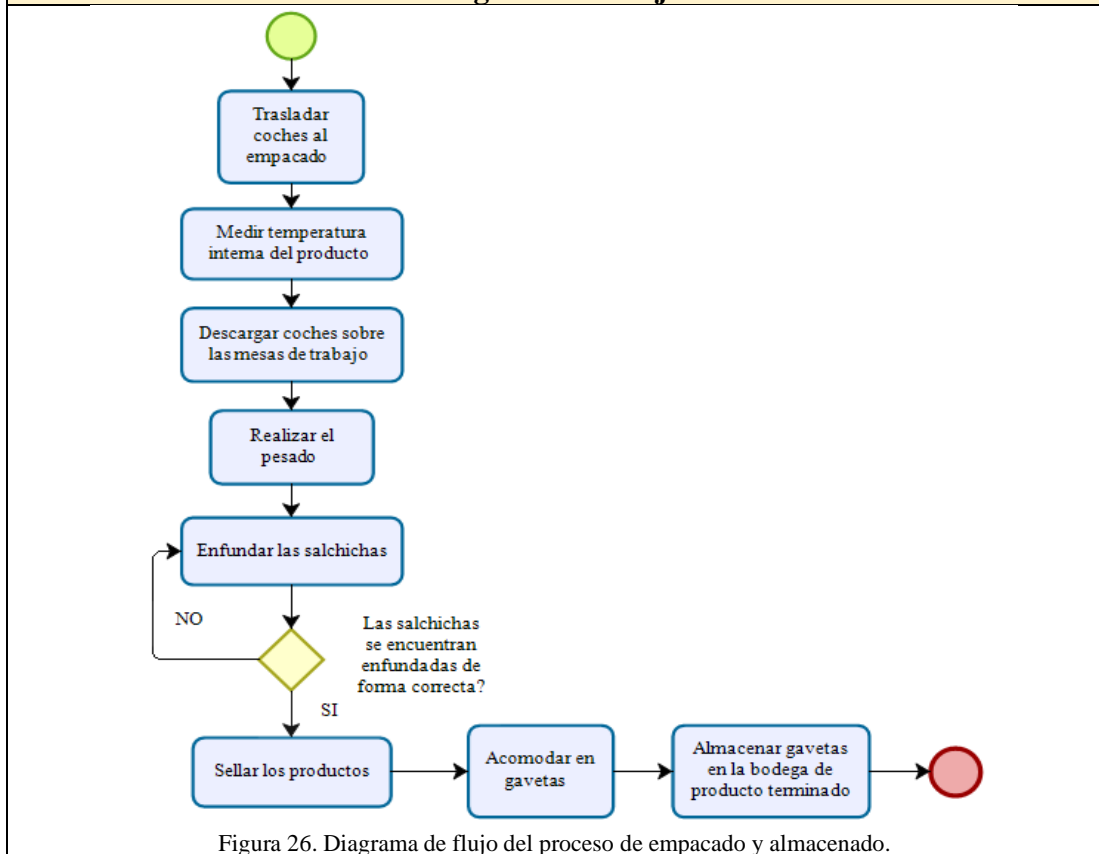 Trasladar
coches al
empacado
Medir temperatura
interna del producto
Descargar coches sobre
las mesas de trabajo
Realizar el
pesado
Enfundar las salchichas
NO
Las salchichas
se encuentran
enfundadas de
forma correcta?
SI
Sellar los productos
Acomodar en
gavetas
Almacenar gavetas
en la bodega de
producto terminado
Figura 26. Diagrama de flujo del proceso de empacado y almacenado.